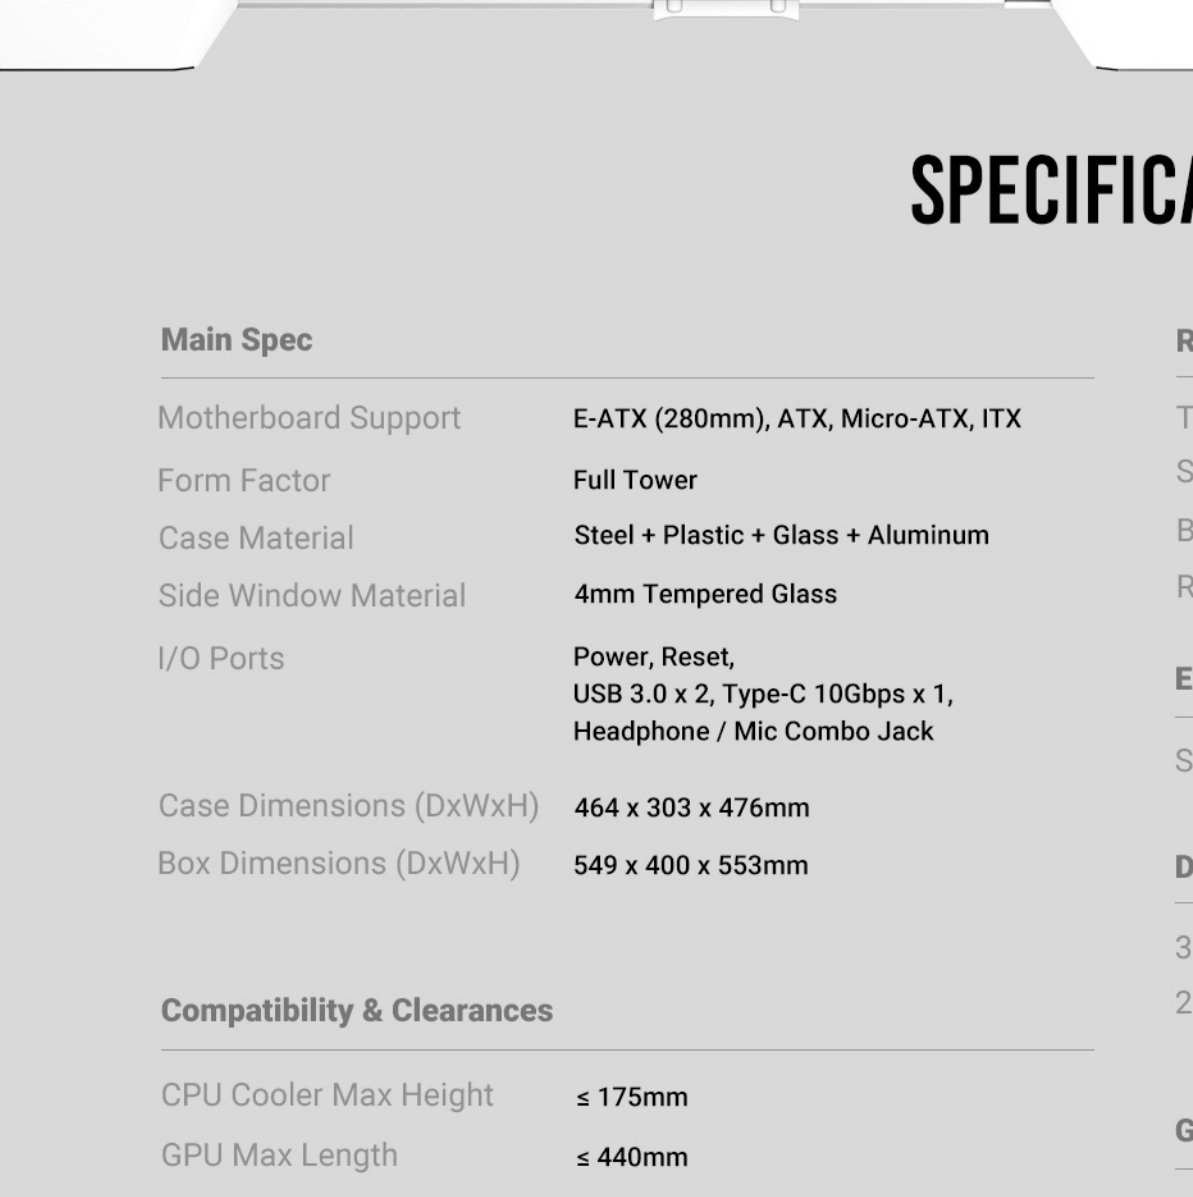 SPECIFICA
Main Spec
Motherboard Support E-ATX (280mm), ATX, Micro-ATX, ITX
Form Factor Full Tower
Case Material Steel + Plastic + Glass + Aluminum
Side Window Material 4mm Tempered Glass
I/O Ports Power, Reset,
USB 3.0 x 2, Type-C 10Gbps x 1,
Headphone / Mic Combo Jack
Case Dimensions (DxWxH) 464 x 303 x 476mm
Box Dimensions (DxWxH) 549 x 400 x 553mm
Compatibility & Clearances
CPU Cooler Max Height ≤ 175mm
GPU Max Length ≤ 440mm
R
T
S
B
R
E
S
D
3
2
G